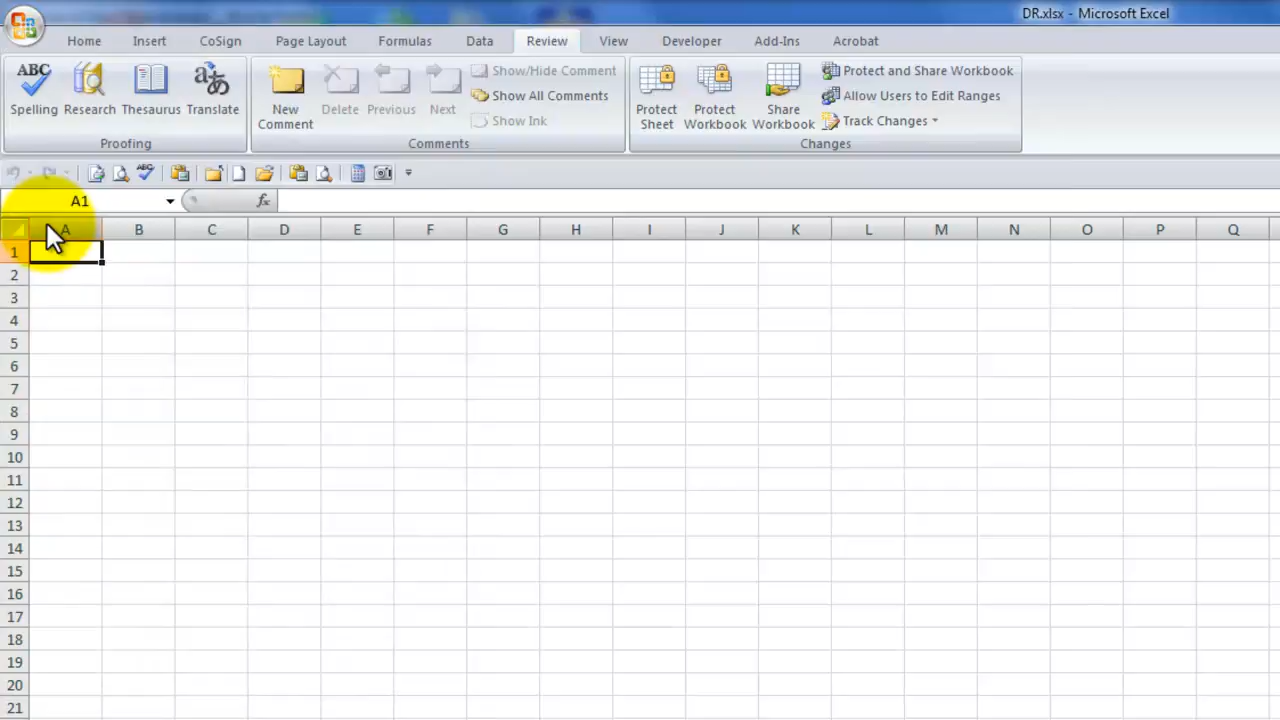 DR.xlsx - Microsoft Excel
Home Insert CoSign Page Layout Formulas Data Review View Developer Add-Ins Acrobat
ABC
Spelling Research Thesaurus Translate
Proofing
New Comment Delete Previous Next
Show/Hide Comment
Show All Comments
Show Ink
Comments
Protect Sheet Protect Workbook Share Workbook
Protect and Share Workbook
Allow Users to Edit Ranges
Track Changes
Changes
ABC
A1 fx
A B C D E F G H I J K L M N O P Q
1
2
3
4
5
6
7
8
9
10
11
12
13
14
15
16
17
18
19
20
21